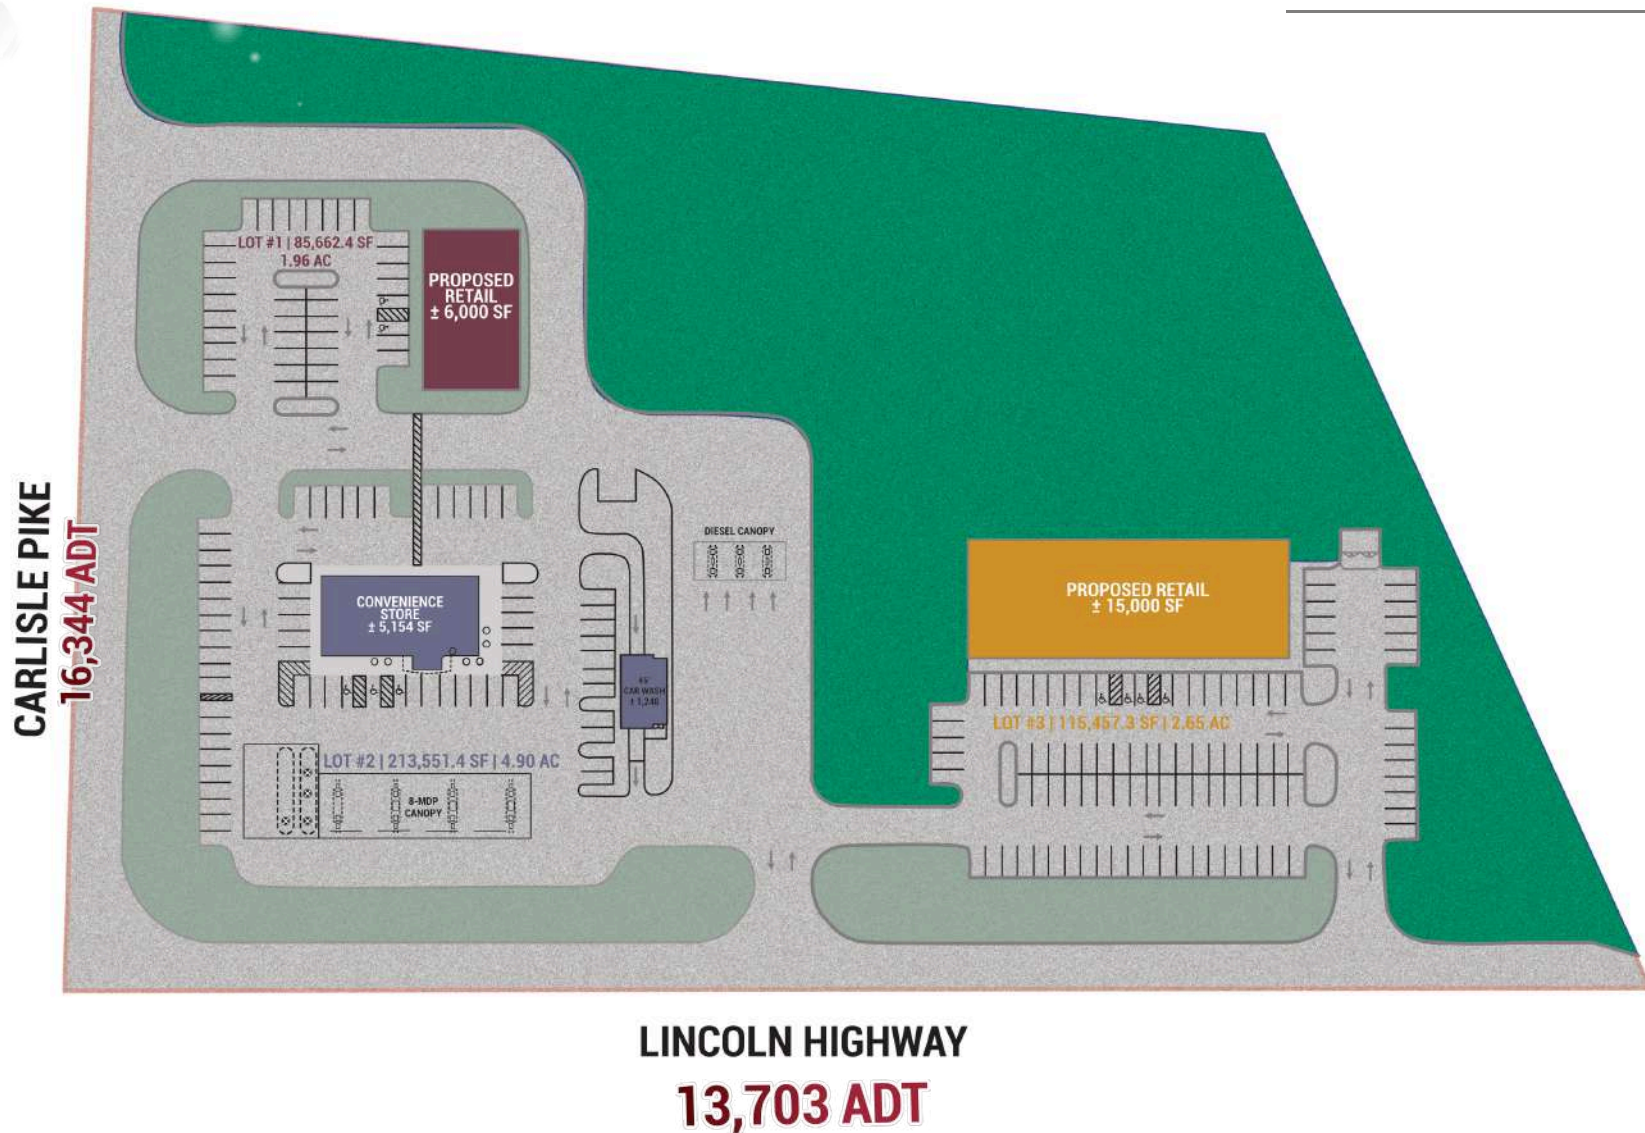 LOT #1 | 85,662.4 SF
1.96 AC
PROPOSED
RETAIL
± 6,000 SF
CARLISLE PIKE
16,344 ADT
DIESEL CANOPY
CONVENIENCE
STORE
± 5,154 SF
PROPOSED RETAIL
± 15,000 SF
CAR WASH
LOT #3 | 115,457.3 SF | 2.65 AC
LOT #2 | 213,551.4 SF | 4.90 AC
8-MDP
CANOPY
LINCOLN HIGHWAY
13,703 ADT